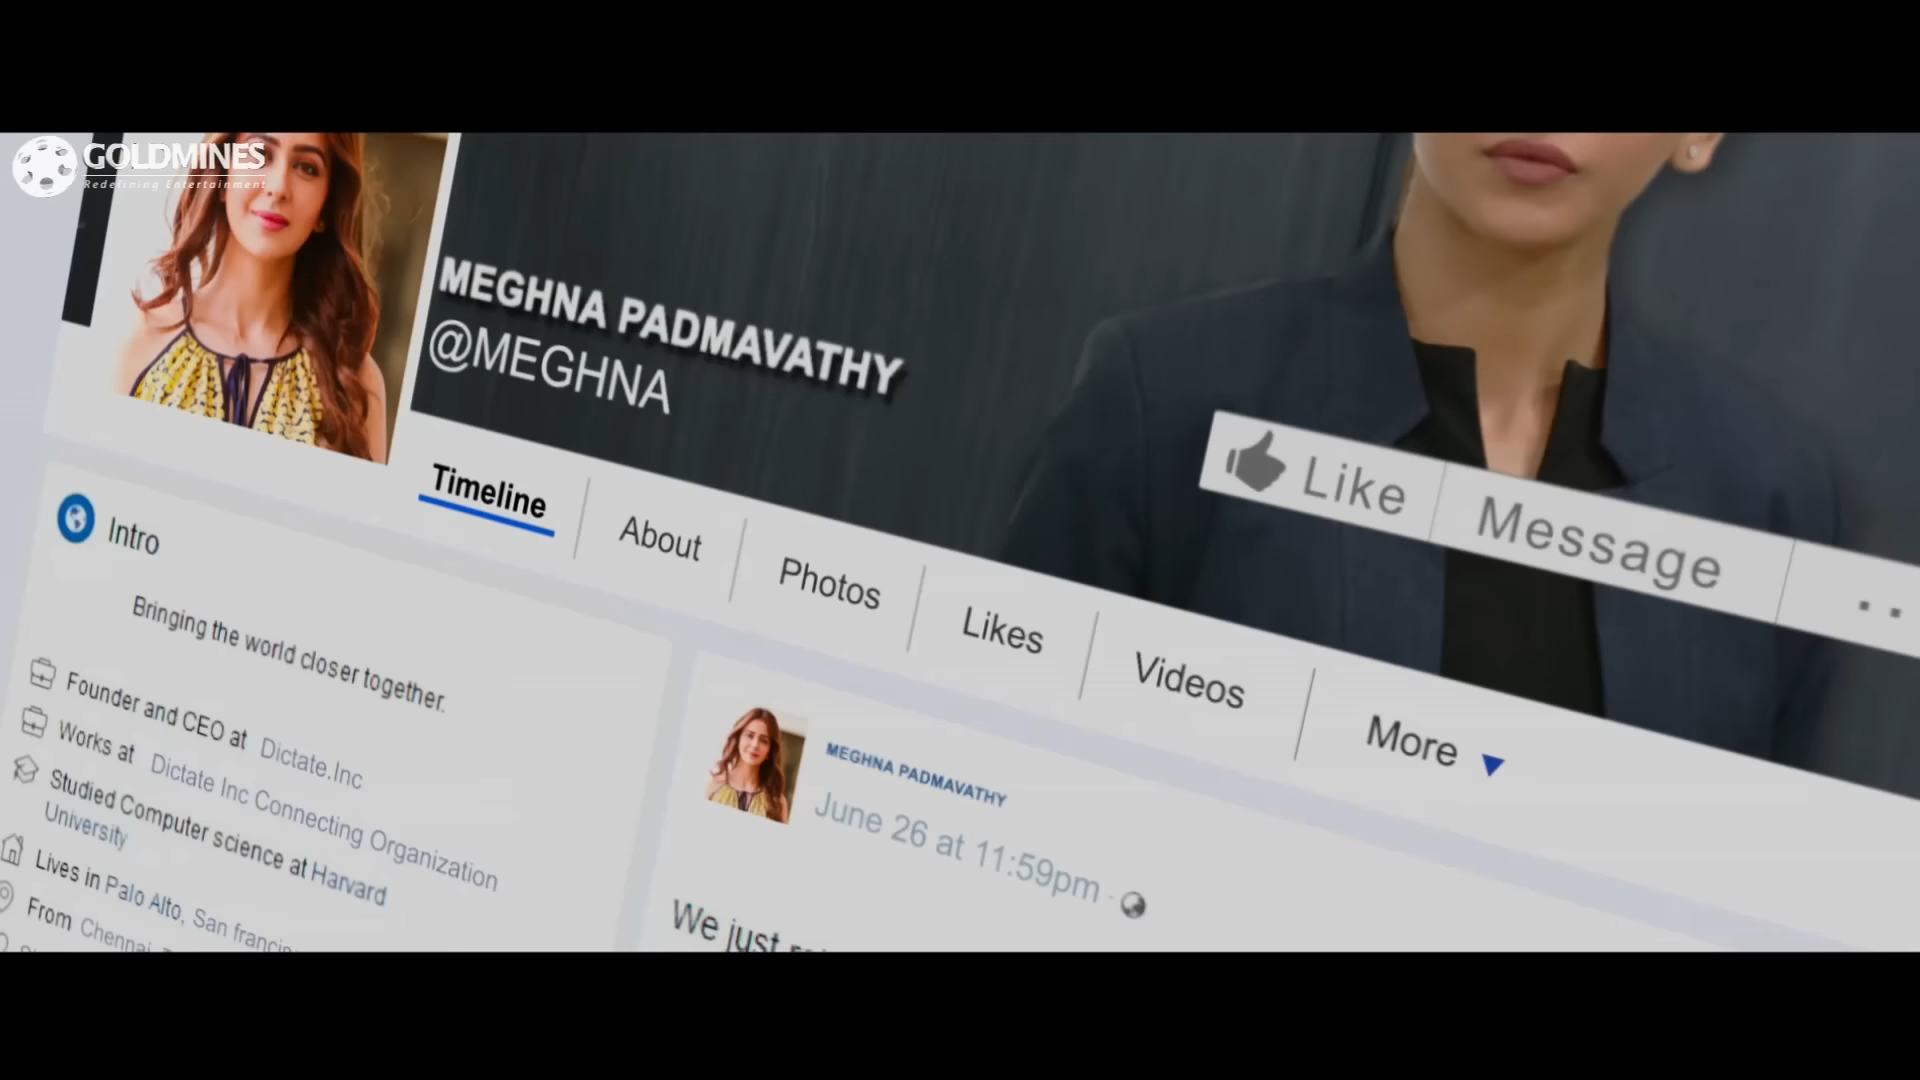 GOLDMINES
Redefining Entertainment
MEGHNA PADMAVATHY
@MEGHNA
Like
Message
..
Timeline
About
Photos
Likes
Videos
More
Intro
Bringing the world closer together.
Founder and CEO at Dictate.Inc
Works at Dictate Inc Connecting Organization
Studied Computer science at Harvard
University
Lives in Palo Alto, San
From Chennai,
MEGHNA PADMAVATHY
June 26 at 11:59pm
We just